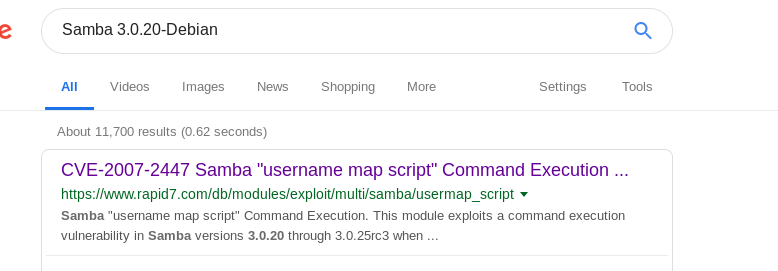 e
Samba 3.0.20-Debian
All Videos Images News Shopping More Settings Tools
About 11,700 results (0.62 seconds)
CVE-2007-2447 Samba "username map script" Command Execution ...
https://www.rapid7.com/db/modules/exploit/multi/samba/usermap_script
Samba "username map script" Command Execution. This module exploits a command execution
vulnerability in Samba versions 3.0.20 through 3.0.25rc3 when ...